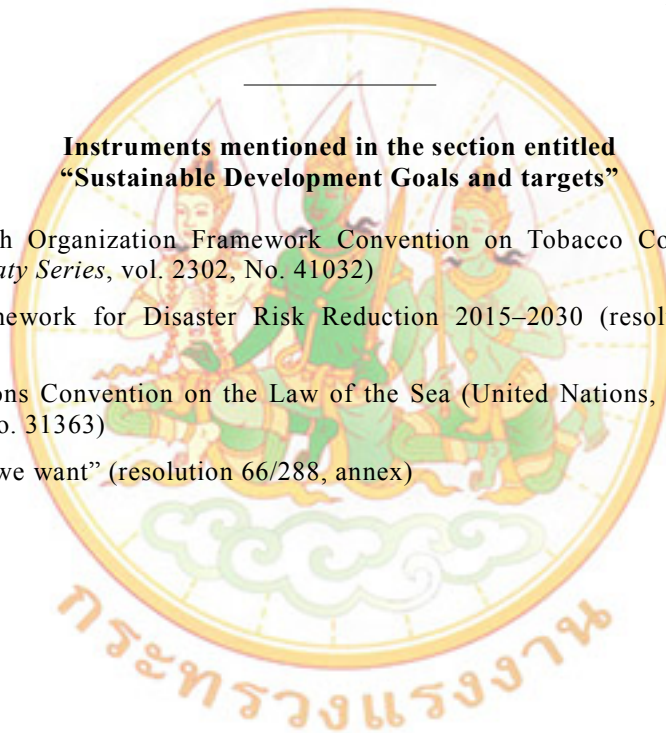 Instruments mentioned in the section entitled
“Sustainable Development Goals and targets”
h Organization Framework Convention on Tobacco Co
aty Series, vol. 2302, No. 41032)
nework for Disaster Risk Reduction 2015–2030 (resol
ons Convention on the Law of the Sea (United Nations,
o. 31363)
we want” (resolution 66/288, annex)
กระทรวงแรงงาน